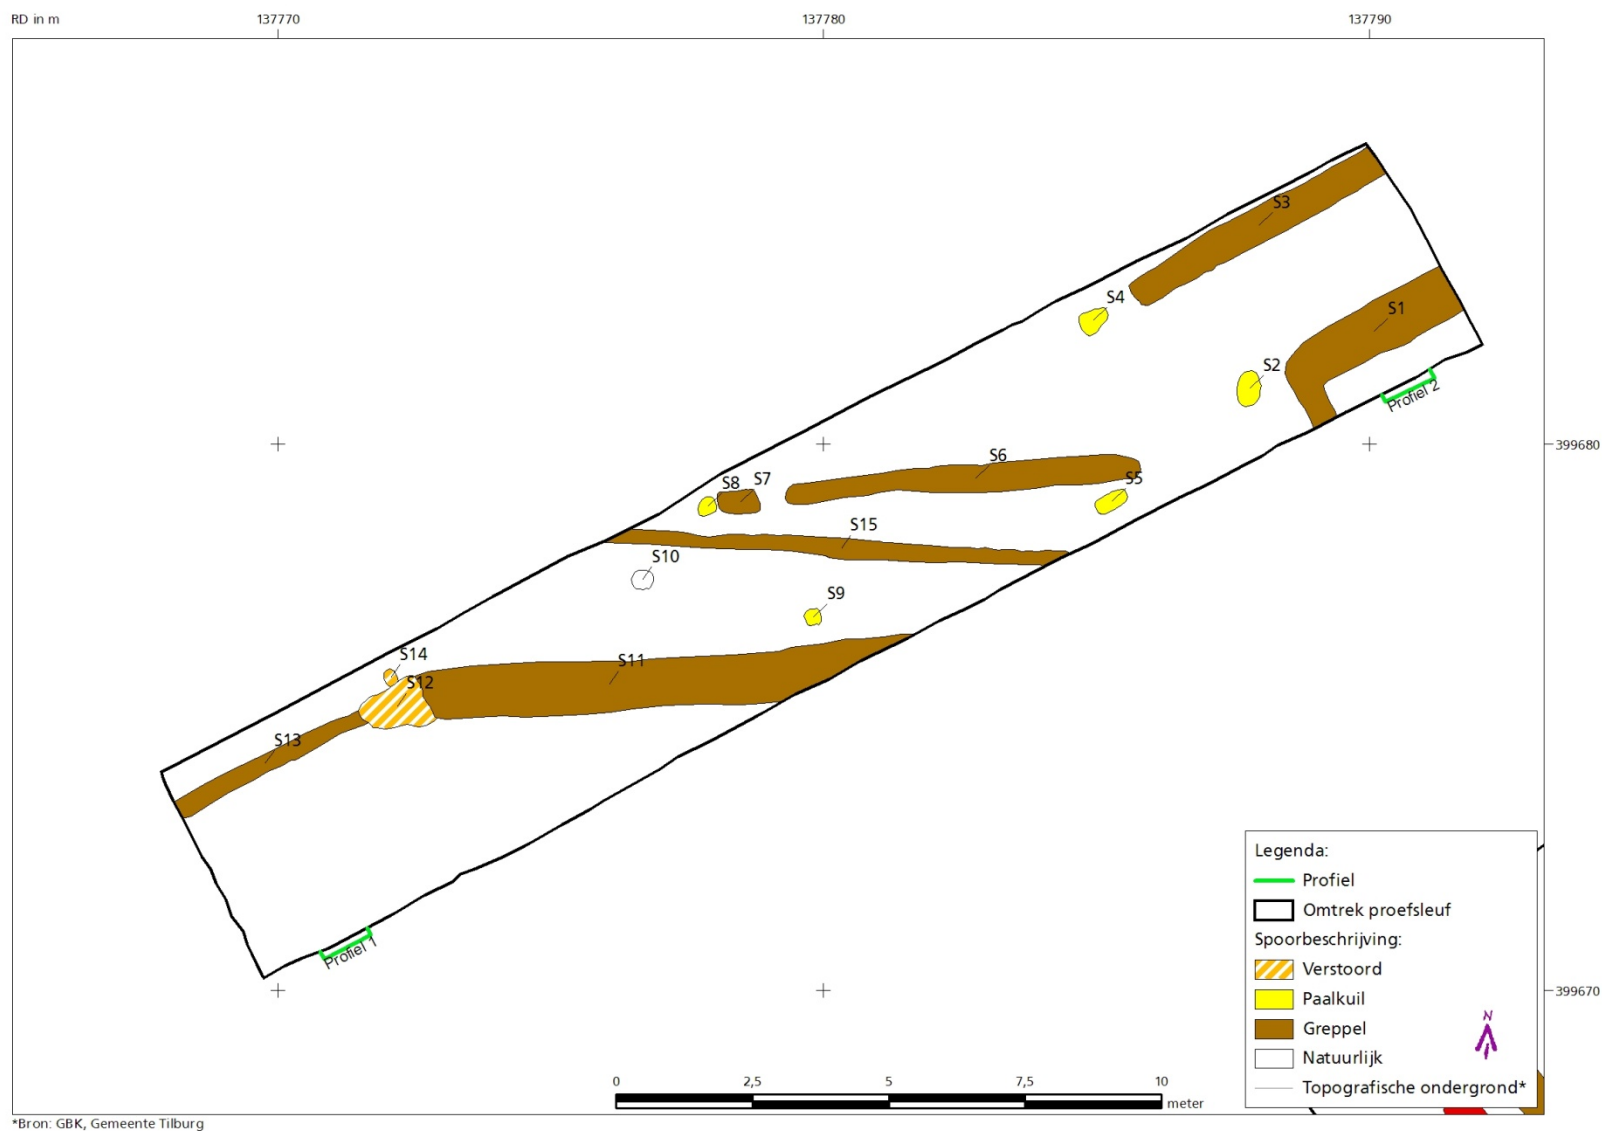 RD in m
137770
137780
137790
S3
S4
S1
S2
Profiel 2
399680
S6
S5
S8
S7
S15
S10
S9
S14
S11
S12
S13
Profiel 1
399670
Legenda:
Profiel
Omtrek proefsleuf
Spoorbeschrijving:
Verstoord
Paalkuil
Greppel
Natuurlijk
Topografische ondergrond*
N
0 2,5 5 7,5 10
meter
*Bron: GBK, Gemeente Tilburg